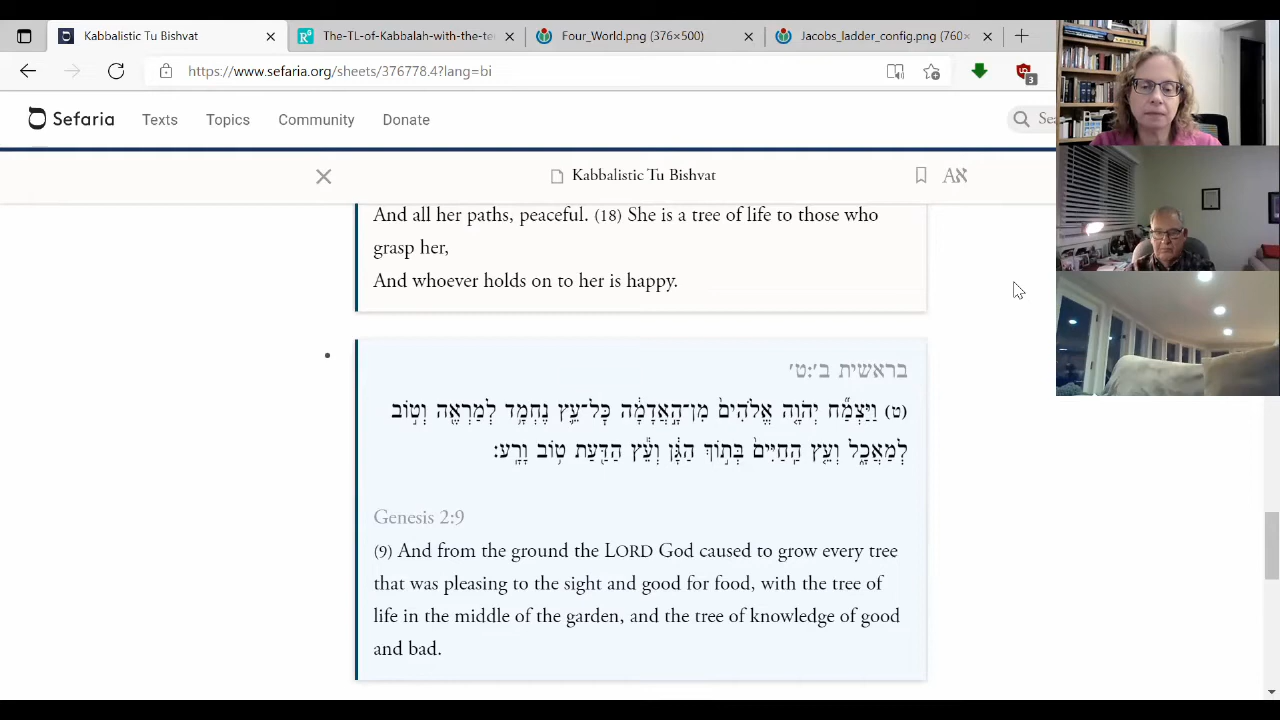 Kabbalistic Tu Bishvat
The-TL-of-Kabbalah-with-the-te
Four_World.png (376×500)
Jacobs_ladder_config.png (760×
https://www.sefaria.org/sheets/376778.4?lang=bi
3
Sefaria
Texts
Topics
Community
Donate
Sea
Kabbalistic Tu Bishvat
Aא
And all her paths, peaceful. (18) She is a tree of life to those who
grasp her,
And whoever holds on to her is happy.
בראשית ב׳:ט׳
(ט) וַיַּצְמַ֞ח יְהֹוָ֤ה אֱלֹהִים֙ מִן־הָ֣אֲדָמָ֔ה כׇּל־עֵ֛ץ נֶחְמָ֥ד לְמַרְאֶ֖ה וְט֣וֹב
לְמַאֲכָ֑ל וְעֵ֤ץ הַֽחַיִּים֙ בְּת֣וֹךְ הַגָּ֔ן וְעֵ֕ץ הַדַּ֖עַת ט֥וֹב וָרָֽע׃
Genesis 2:9
(9) And from the ground the LORD God caused to grow every tree
that was pleasing to the sight and good for food, with the tree of
life in the middle of the garden, and the tree of knowledge of good
and bad.